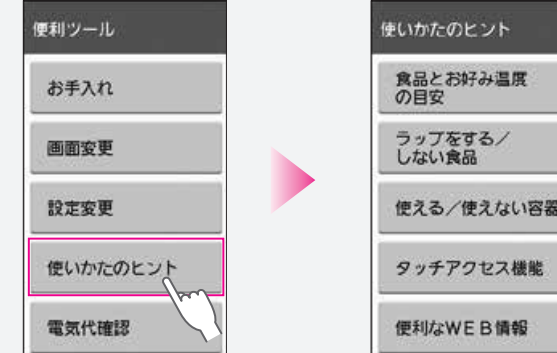 便利ツール
お手入れ
画面変更
設定変更
使いかたのヒント
電気代確認
使いかたのヒント
食品とお好み温度
の目安
ラップをする/
しない食品
使える/使えない容器
タッチアクセス機能
便利なWEB情報